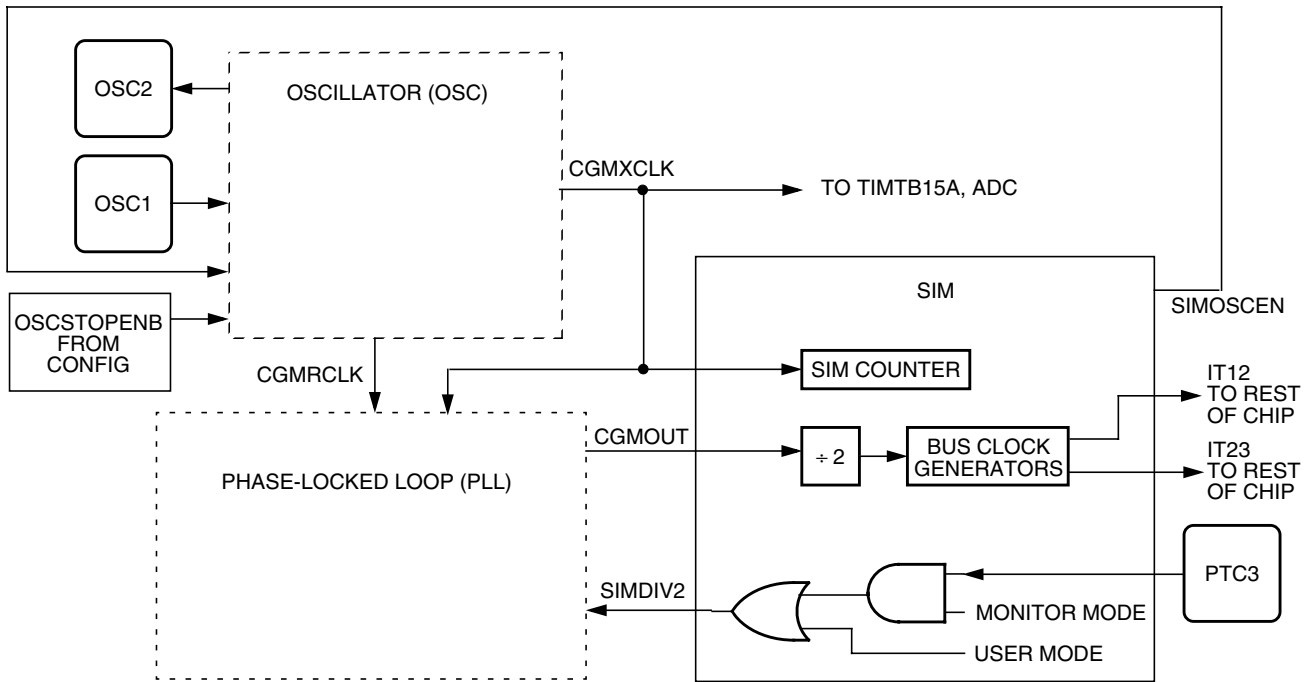 OSC2
OSCILLATOR (OSC)
OSC1
CGMXCLK
TO TIMTB15A, ADC
OSCSTOPENB
FROM
CONFIG
SIM
SIMOSCEN
CGMRCLK
SIM COUNTER
IT12
TO REST
OF CHIP
CGMOUT
÷ 2
BUS CLOCK
GENERATORS
IT23
TO REST
OF CHIP
PHASE-LOCKED LOOP (PLL)
SIMDIV2
PTC3
MONITOR MODE
USER MODE